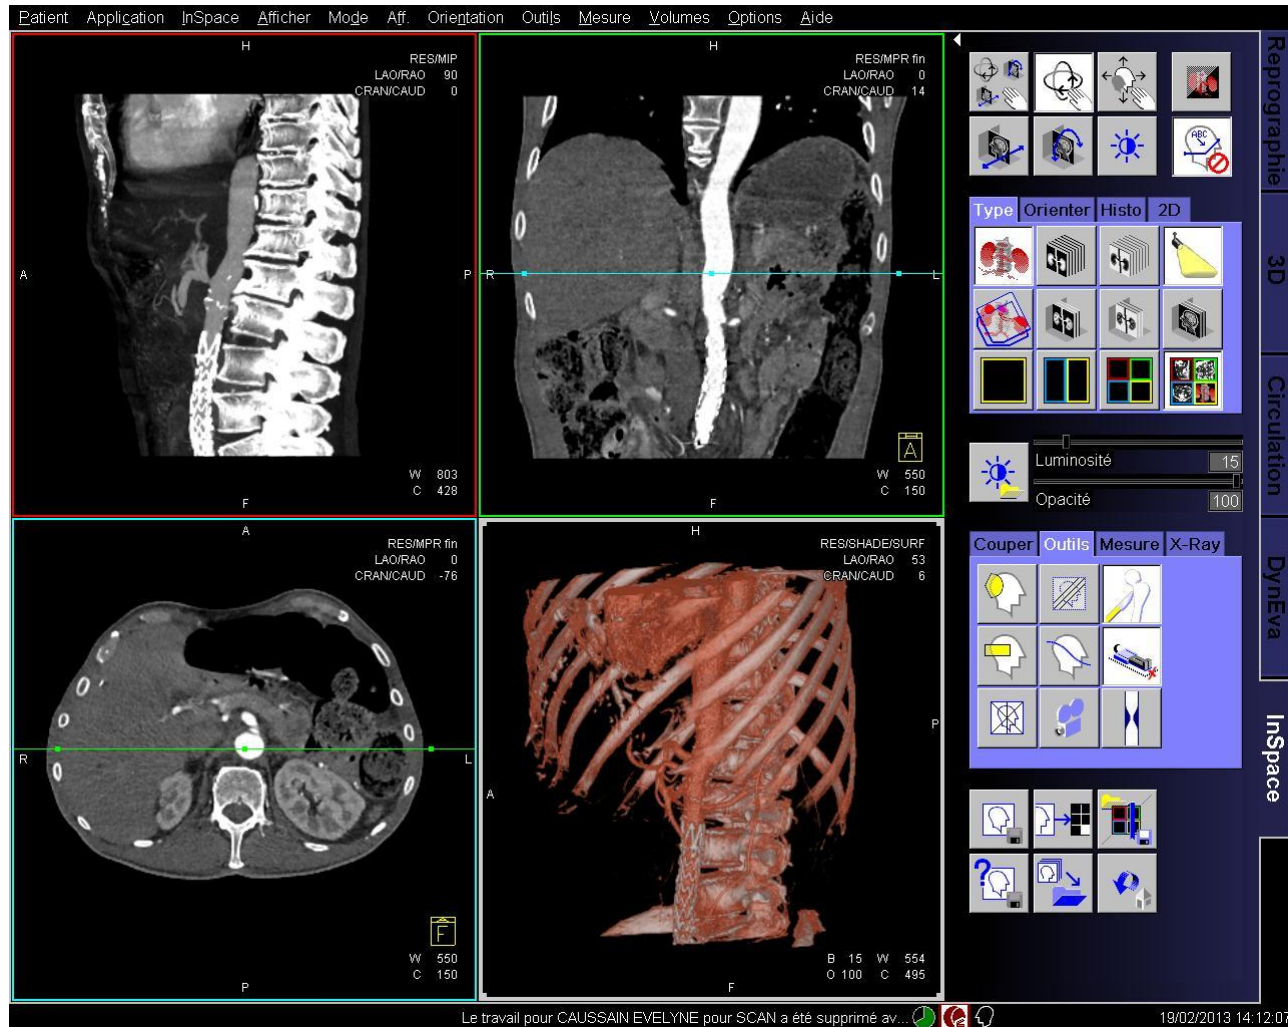 Patient Application InSpace Afficher Mode Aff. Orientation Outils Mesure Volumes Options Aide
H
RES/MIP
LAO/RAO 90
CRAN/CAUD 0
A
P
W 803
C 428
F
H
RES/MPR fin
LAO/RAO 0
CRAN/CAUD 14
R
L
A
W 550
C 150
F
A
RES/MPR fin
LAO/RAO 0
CRAN/CAUD -76
R
L
F
W 550
C 150
P
H
RES/SHADE/SURF
LAO/RAO 53
CRAN/CAUD 6
A
P
B 15 W 554
O 100 C 495
F
ABC
Type Orienter Histo 2D
Luminosité 15
Opacité 100
Couper Outils Mesure X-Ray
?
Reprographie
3D
Circulation
DynEva
InSpace
Le travail pour CAUSSAIN EVELYNE pour SCAN a été supprimé av...
19/02/2013 14:12:07